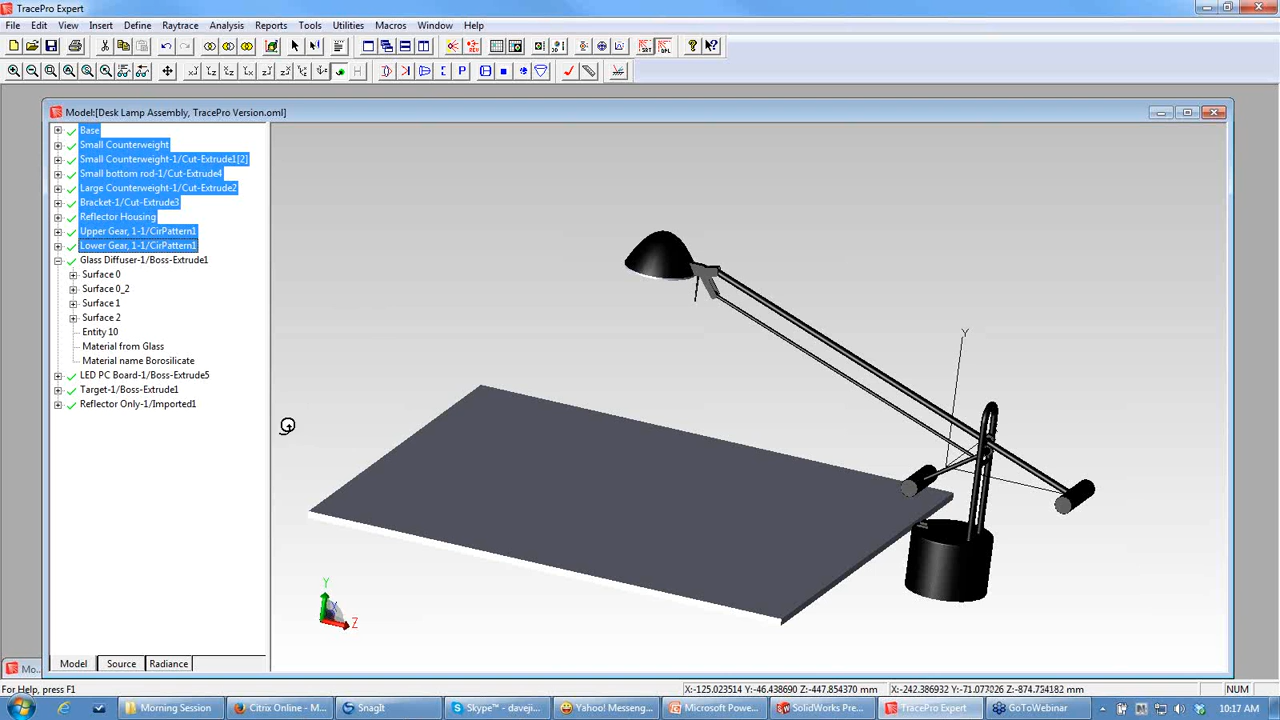 TracePro Expert
File Edit View Insert Define Raytrace Analysis Reports Tools Utilities Macros Window Help
Model:[Desk Lamp Assembly, TracePro Version.oml]
Base
Small Counterweight
Small Counterweight-1/Cut-Extrude1[2]
Small bottom rod-1/Cut-Extrude4
Large Counterweight-1/Cut-Extrude2
Bracket-1/Cut-Extrude3
Reflector Housing
Upper Gear, 1-1/CirPattern1
Lower Gear, 1-1/CirPattern1
Glass Diffuser-1/Boss-Extrude1
Surface 0
Surface 0_2
Surface 1
Surface 2
Entity 10
Material from Glass
Material name Borosilicate
LED PC Board-1/Boss-Extrude5
Target-1/Boss-Extrude1
Reflector Only-1/Imported1
Y
Y
Z
Model Source Radiance
Mo...
For Help, press F1
X:-125.023514 Y:-46.438690 Z:-447.854370 mm
X:-242.386932 Y:-71.077026 Z:-874.754182 mm
NUM
Morning Session
Citrix Online - Mo...
SnagIt
Skype™ - daveji...
Yahoo! Messeng...
Microsoft Powe...
SolidWorks Pre...
TracePro Expert
GoToWebinar
10:17 AM